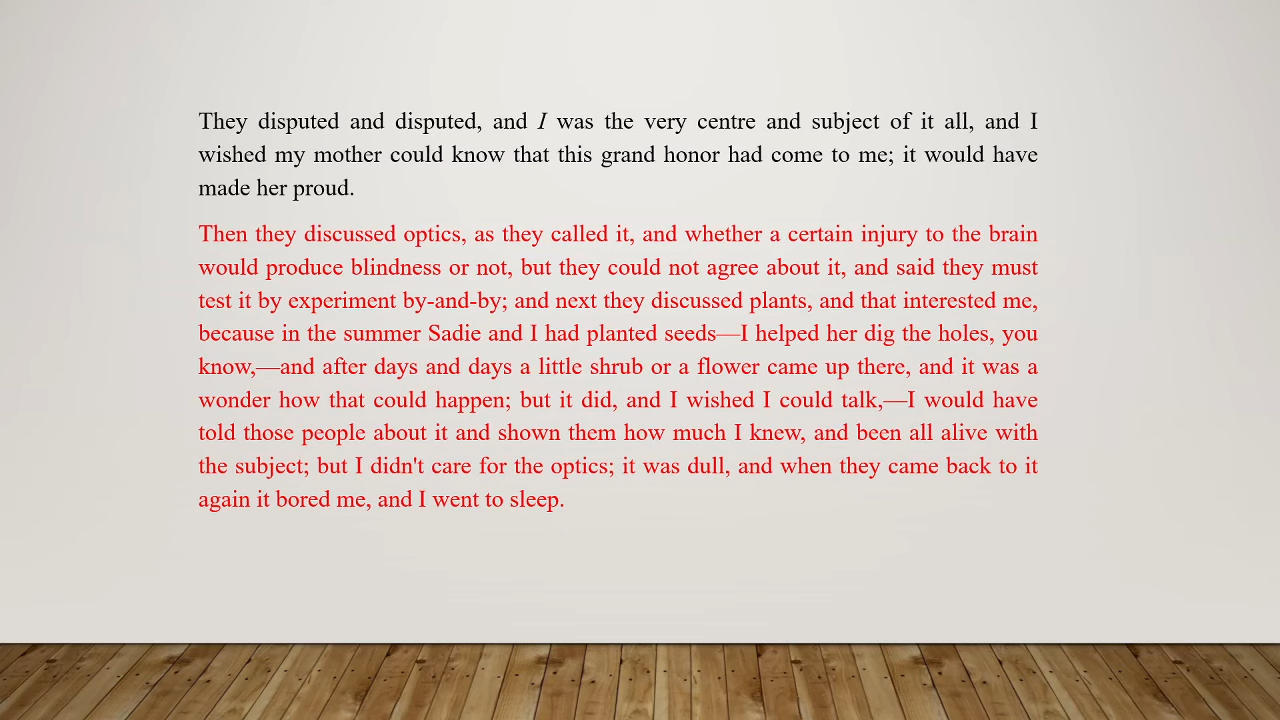 They disputed and disputed, and I was the very centre and subject of it all, and I
wished my mother could know that this grand honor had come to me; it would have
made her proud.
Then they discussed optics, as they called it, and whether a certain injury to the brain
would produce blindness or not, but they could not agree about it, and said they must
test it by experiment by-and-by; and next they discussed plants, and that interested me,
because in the summer Sadie and I had planted seeds—I helped her dig the holes, you
know,—and after days and days a little shrub or a flower came up there, and it was a
wonder how that could happen; but it did, and I wished I could talk,—I would have
told those people about it and shown them how much I knew, and been all alive with
the subject; but I didn't care for the optics; it was dull, and when they came back to it
again it bored me, and I went to sleep.